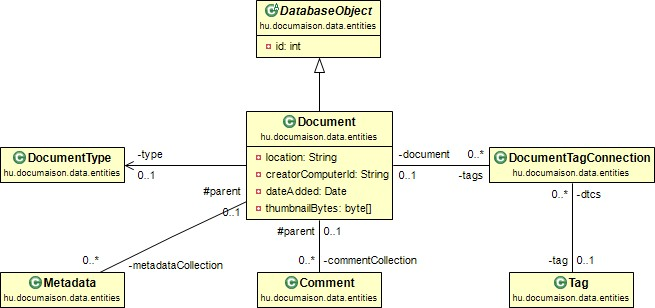 DatabaseObject
hu.documaison.data.entities
id: int
Document
hu.documaison.data.entities
location: String
creatorComputerId: String
dateAdded: Date
thumbnailBytes: byte[]
DocumentType
hu.documaison.data.entities
-type
0..1
-document
0..1
0..*
-tags
DocumentTagConnection
hu.documaison.data.entities
#parent
0..1
0..*
-metadataCollection
#parent
0..1
0..*
-commentCollection
0..*
-dtcs
-tag
0..1
Metadata
hu.documaison.data.entities
Comment
hu.documaison.data.entities
Tag
hu.documaison.data.entities